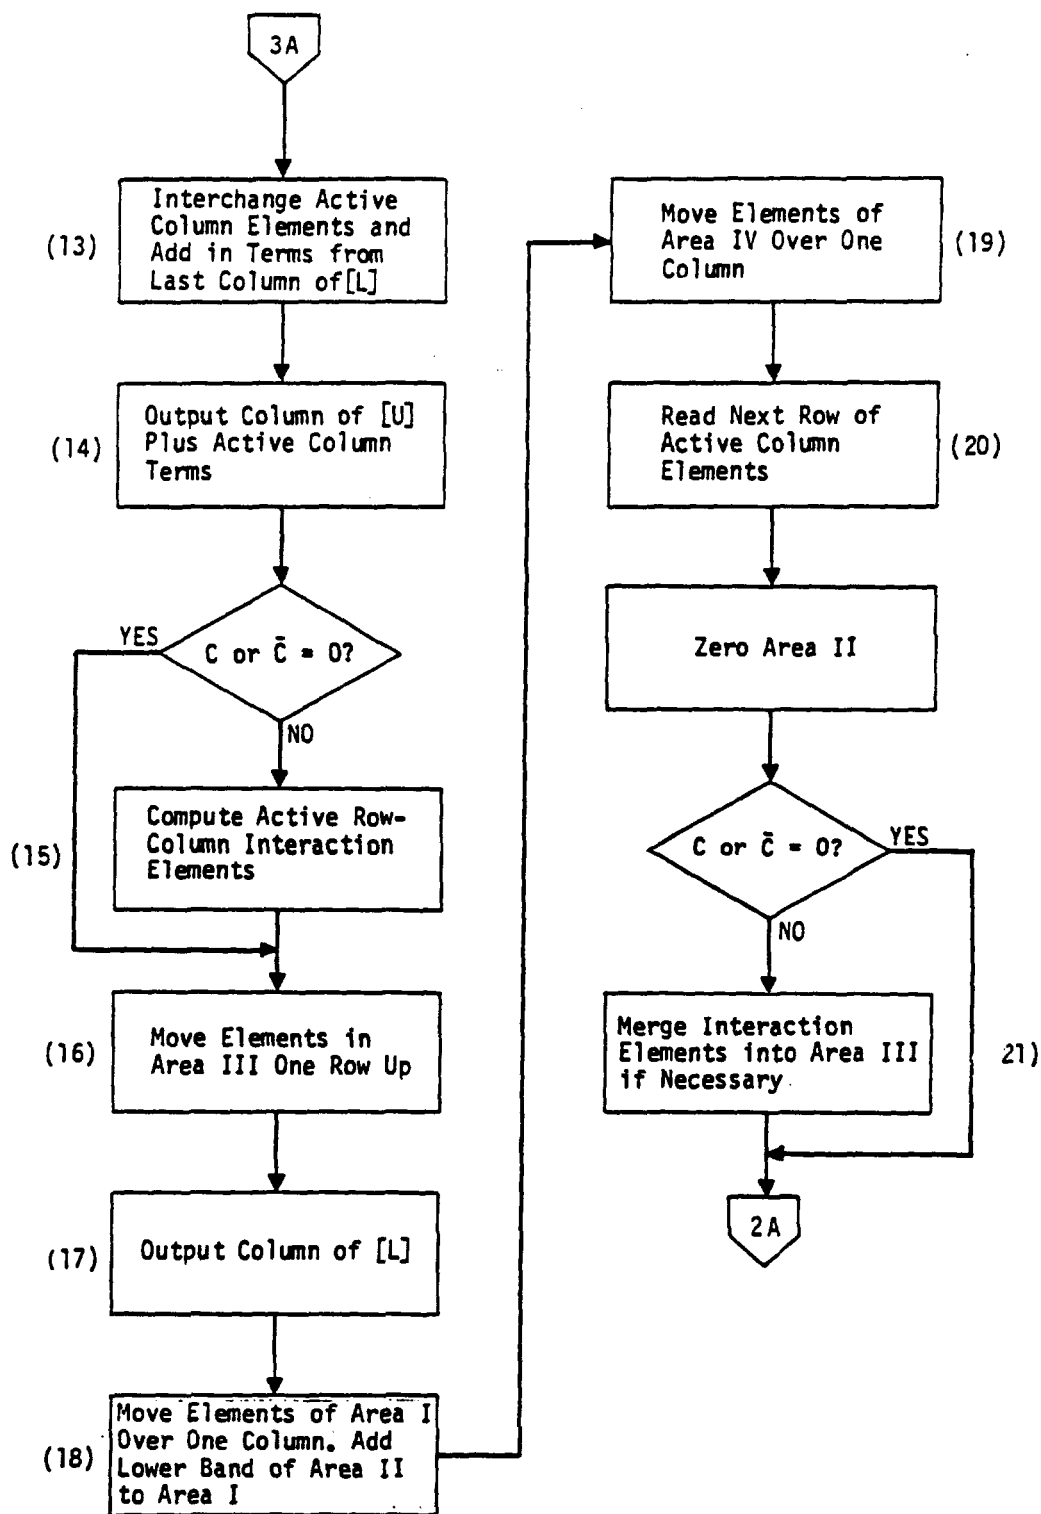 3A
(13)
Interchange Active
Column Elements and
Add in Terms from
Last Column of[L]
(14)
Output Column of [U]
Plus Active Column
Terms
C or C̄ = 0?
YES
NO
(15)
Compute Active Row-
Column Interaction
Elements
(16)
Move Elements in
Area III One Row Up
(17)
Output Column of [L]
(18)
Move Elements of Area I
Over One Column. Add
Lower Band of Area II
to Area I
Move Elements of
Area IV Over One
Column
(19)
Read Next Row of
Active Column
Elements
(20)
Zero Area II
C or C̄ = 0?
YES
NO
Merge Interaction
Elements into Area III
if Necessary
21)
2A